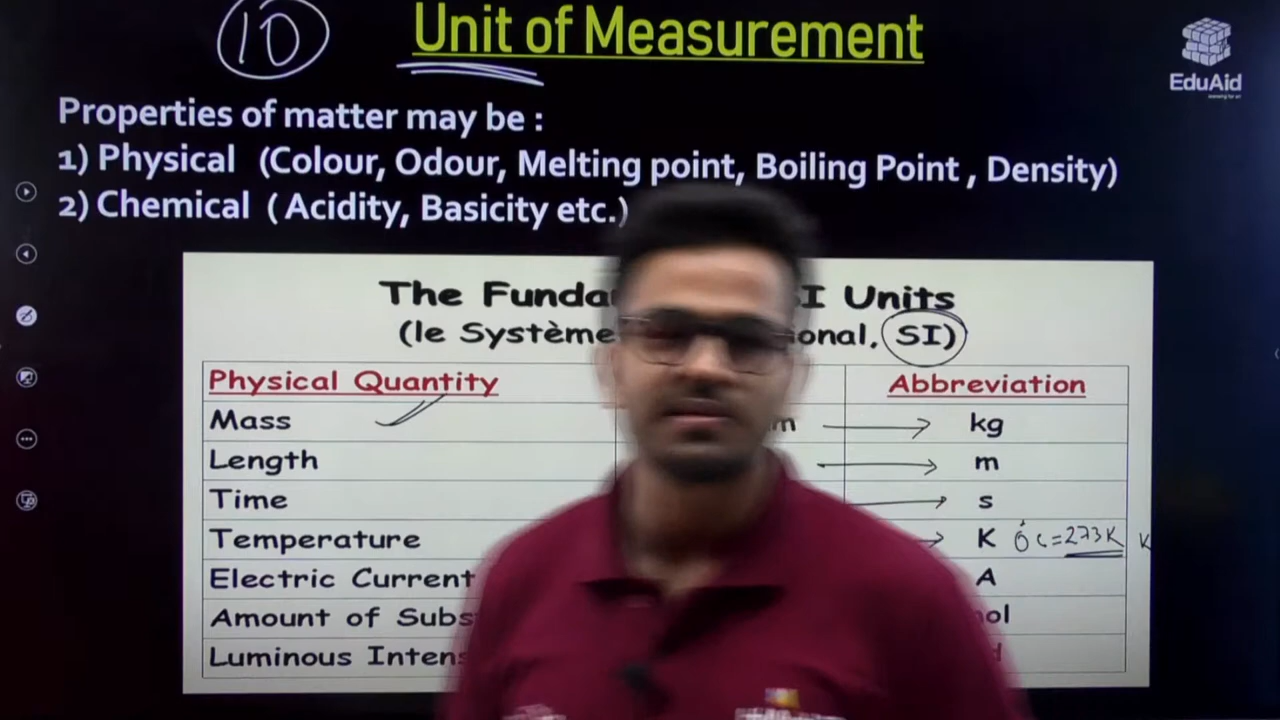 10
Unit of Measurement
EduAid
Properties of matter may be :
1) Physical (Colour, Odour, Melting point, Boiling Point , Density)
2) Chemical ( Acidity, Basicity etc.)
The Funda I Units
(le Système onal, SI)
Physical Quantity Abbreviation
Mass m kg
Length m
Time s
Temperature K 0°C=273K K
Electric Current A
Amount of Subs ol
Luminous Intens